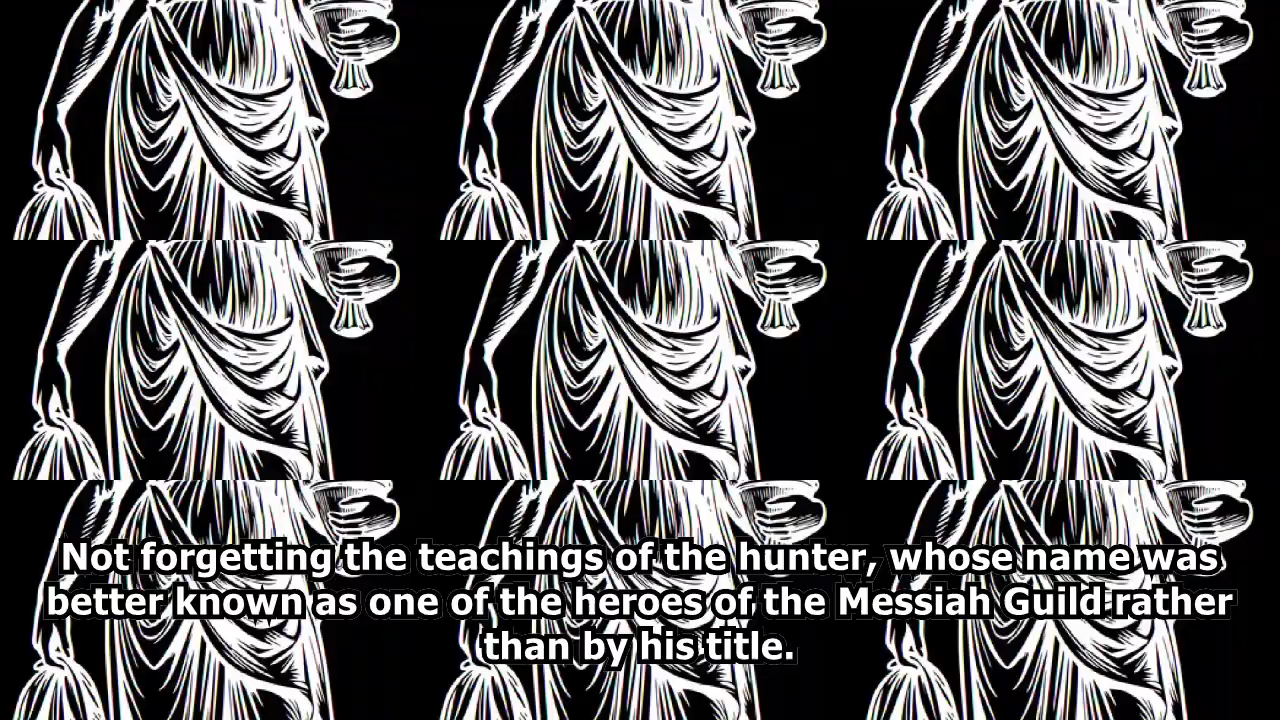 Not forgetting the teachings of the hunter, whose name was
better known as one of the heroes of the Messiah Guild rather
than by his title.